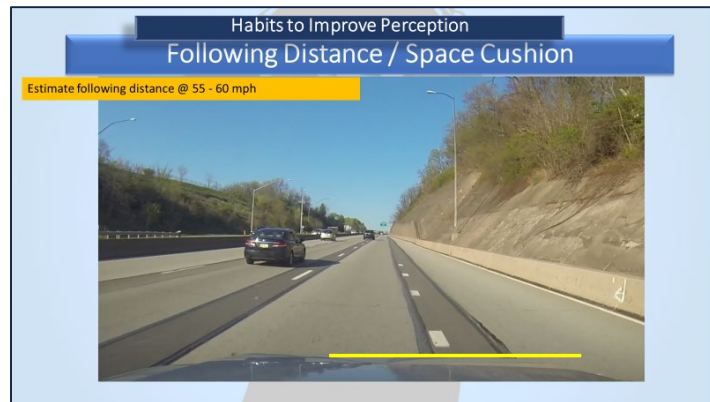 Habits to Improve Perception
Following Distance / Space Cushion
Estimate following distance @ 55 - 60 mph